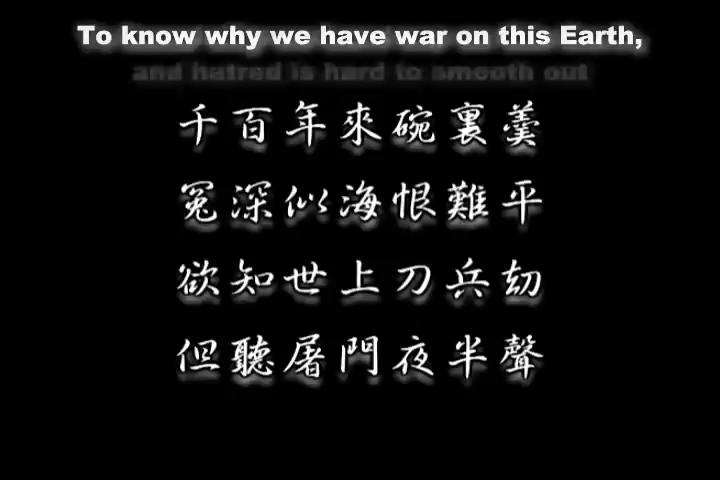 To know why we have war on this Earth,
and hatred is hard to smooth out
千百年來碗裏羹
冤深似海恨難平
欲知世上刀兵劫
但聽屠門夜半聲